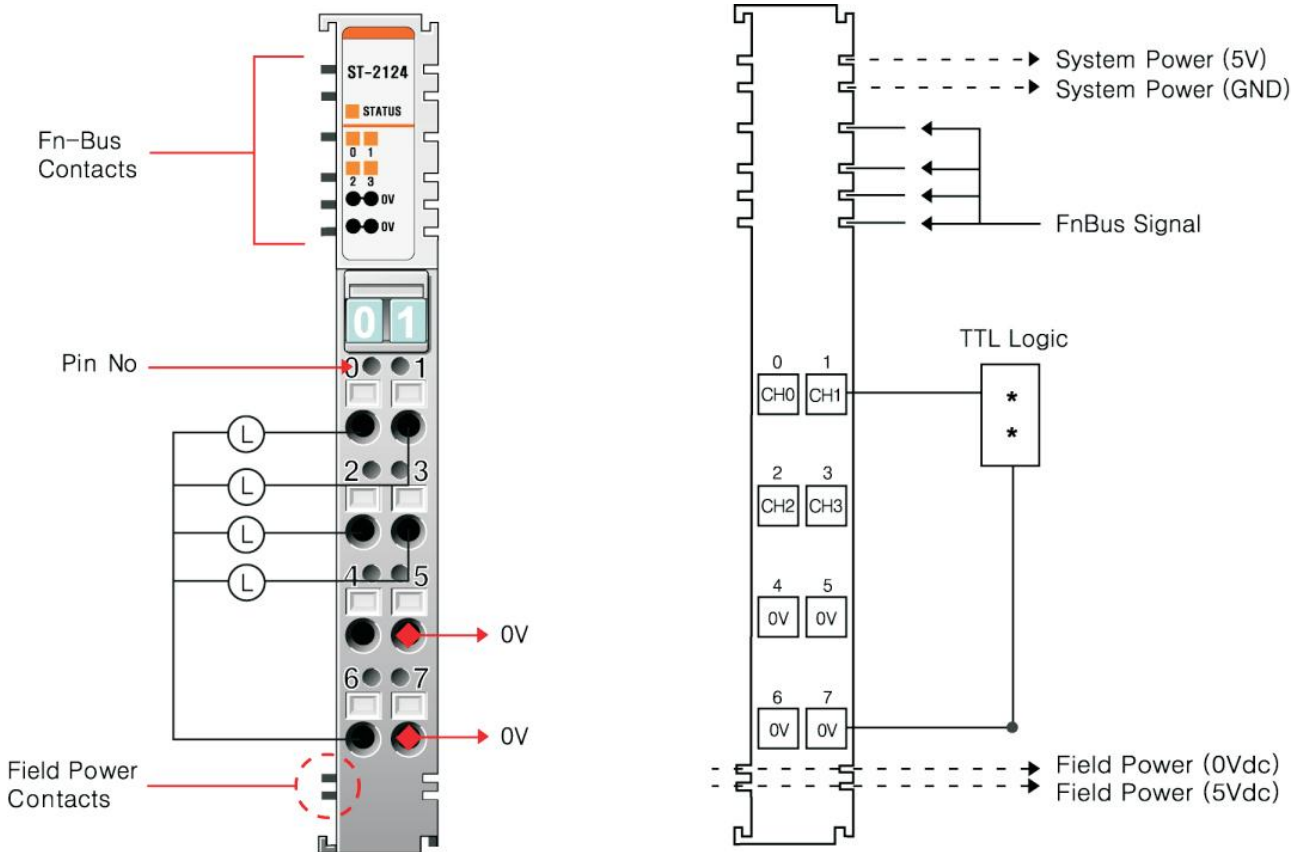 ST-2124
STATUS
0 1
2 3
0V
0V
Fn-Bus
Contacts
0 1
Pin No
0 1
L
2 3
L
L
4 5
L
0V
6 7
0V
Field Power
Contacts
System Power (5V)
System Power (GND)
FnBus Signal
TTL Logic
0 1
CH0 CH1
*
*
2 3
CH2 CH3
4 5
0V 0V
6 7
0V 0V
Field Power (0Vdc)
Field Power (5Vdc)